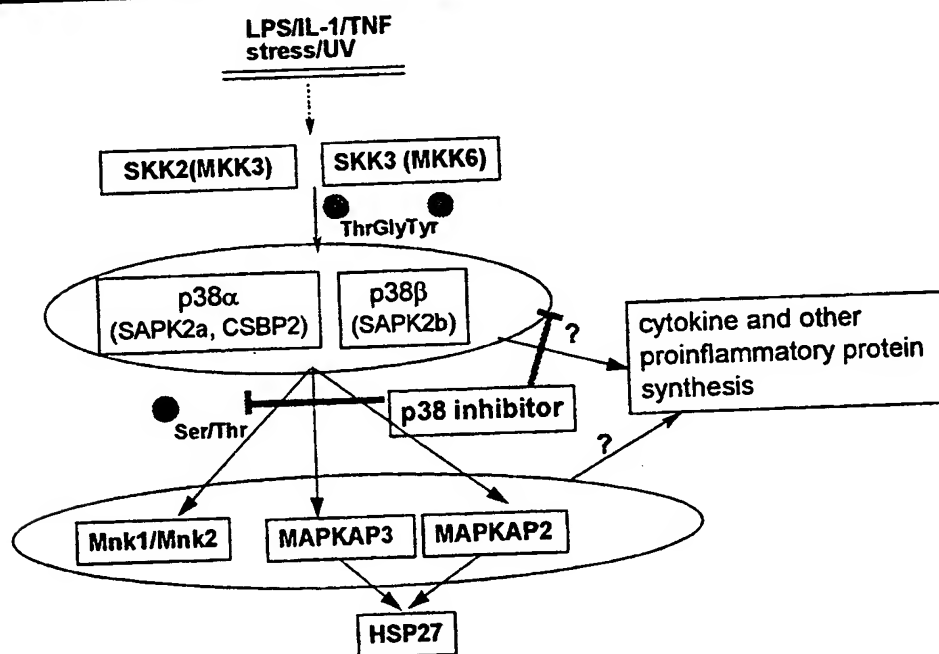 LPS/IL-1/TNF
stress/UV
SKK2(MKK3)
SKK3 (MKK6)
ThrGlyTyr
p38α
(SAPK2a, CSBP2)
p38β
(SAPK2b)
?
cytokine and other
proinflammatory protein
synthesis
p38 inhibitor
Ser/Thr
?
Mnk1/Mnk2
MAPKAP3
MAPKAP2
HSP27